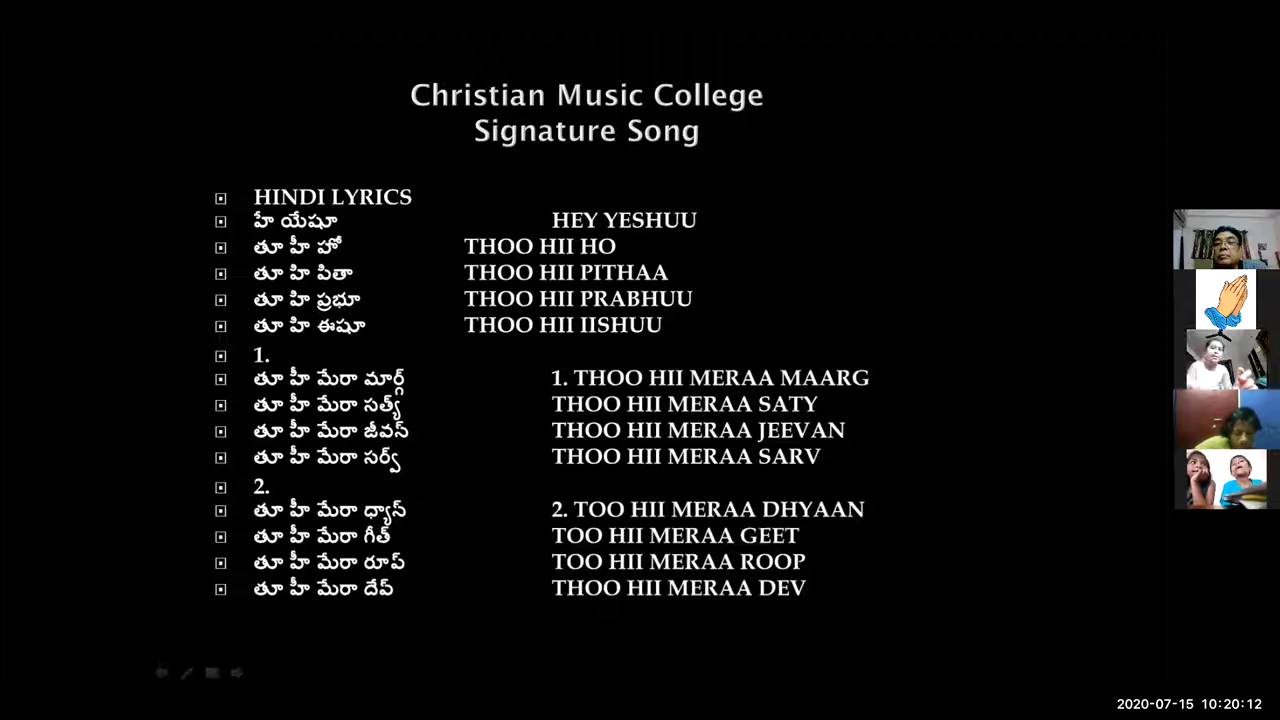 Christian Music College
Signature Song
HINDI LYRICS
హే యేషూ HEY YESHUU
తూ హీ హో THOO HII HO
తూ హి పితా THOO HII PITHAA
తూ హి ప్రభూ THOO HII PRABHUU
తూ హి ఈషూ THOO HII IISHUU
1.
తూ హీ మేరా మార్గ్ 1. THOO HII MERAA MAARG
తూ హీ మేరా సత్య్ THOO HII MERAA SATY
తూ హీ మేరా జీవన్ THOO HII MERAA JEEVAN
తూ హీ మేరా సర్వ్ THOO HII MERAA SARV
2.
తూ హీ మేరా ధ్యాన్ 2. TOO HII MERAA DHYAAN
తూ హీ మేరా గీత్ TOO HII MERAA GEET
తూ హీ మేరా రూప్ TOO HII MERAA ROOP
తూ హీ మేరా దేవ్ THOO HII MERAA DEV
2020-07-15 10:20:12